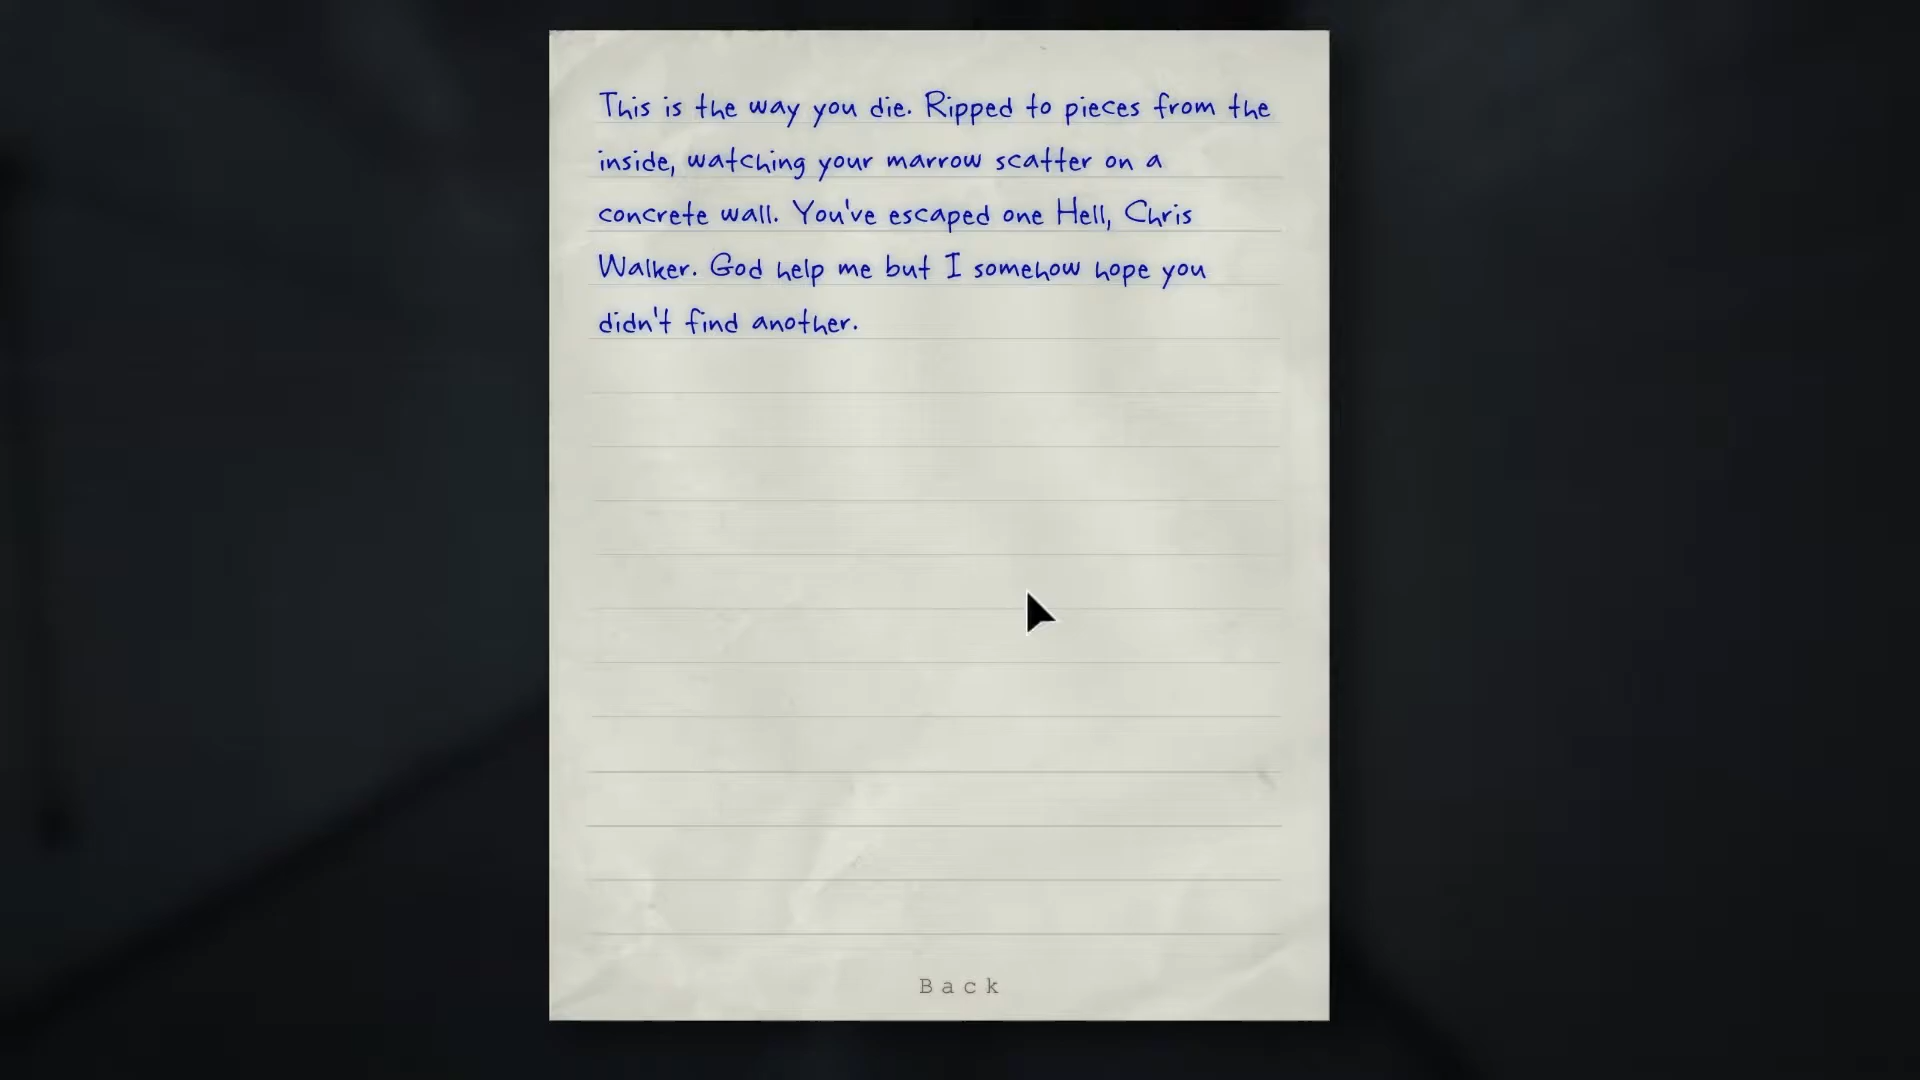 This is the way you die. Ripped to pieces from the
inside, watching your marrow scatter on a
concrete wall. You've escaped one Hell, Chris
Walker. God help me but I somehow hope you
didn't find another.
Back